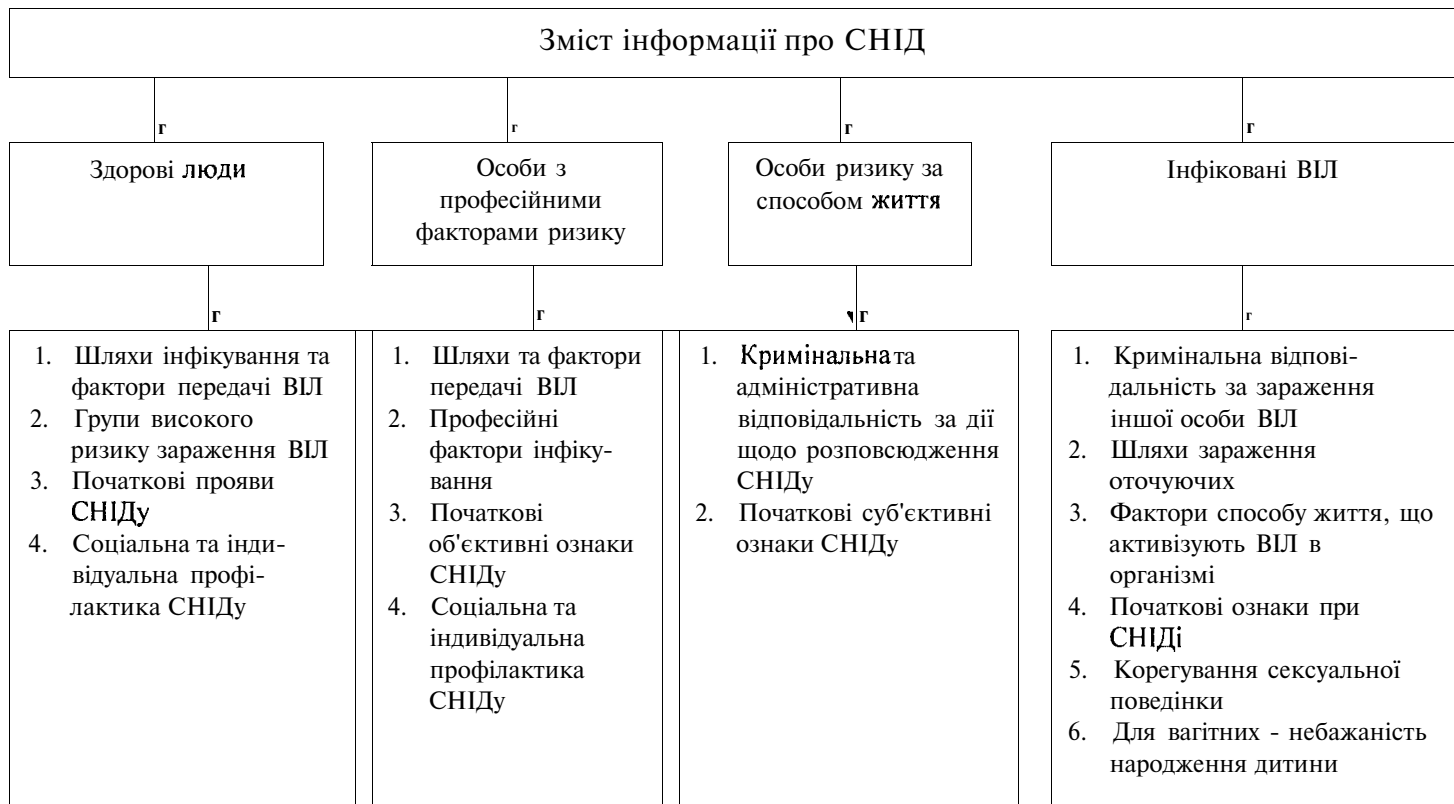 Зміст інформації про СНІД
г
г
г
г
Здорові люди
Особи з
професійними
факторами ризику
Особи ризику за
способом життя
Інфіковані ВІЛ
г
г
г
г
1. Шляхи інфікування та
фактори передачі ВІЛ
2. Групи високого
ризику зараження ВІЛ
3. Початкові прояви
СНІДу
4. Соціальна та інди-
відуальна профі-
лактика СНІДу
1. Шляхи та фактори
передачі ВІЛ
2. Професійні
фактори інфіку-
вання
3. Початкові
об'єктивні ознаки
СНІДу
4. Соціальна та
індивідуальна
профілактика
СНІДу
1. Кримінальна та
адміністративна
відповідальність за дії
щодо розповсюдження
СНІДу
2. Початкові суб'єктивні
ознаки СНІДу
1. Кримінальна відпові-
дальність за зараження
іншої особи ВІЛ
2. Шляхи зараження
оточуючих
3. Фактори способу життя, що
активізують ВІЛ в
організмі
4. Початкові ознаки при
СНІДі
5. Корегування сексуальної
поведінки
6. Для вагітних - небажаність
народження дитини